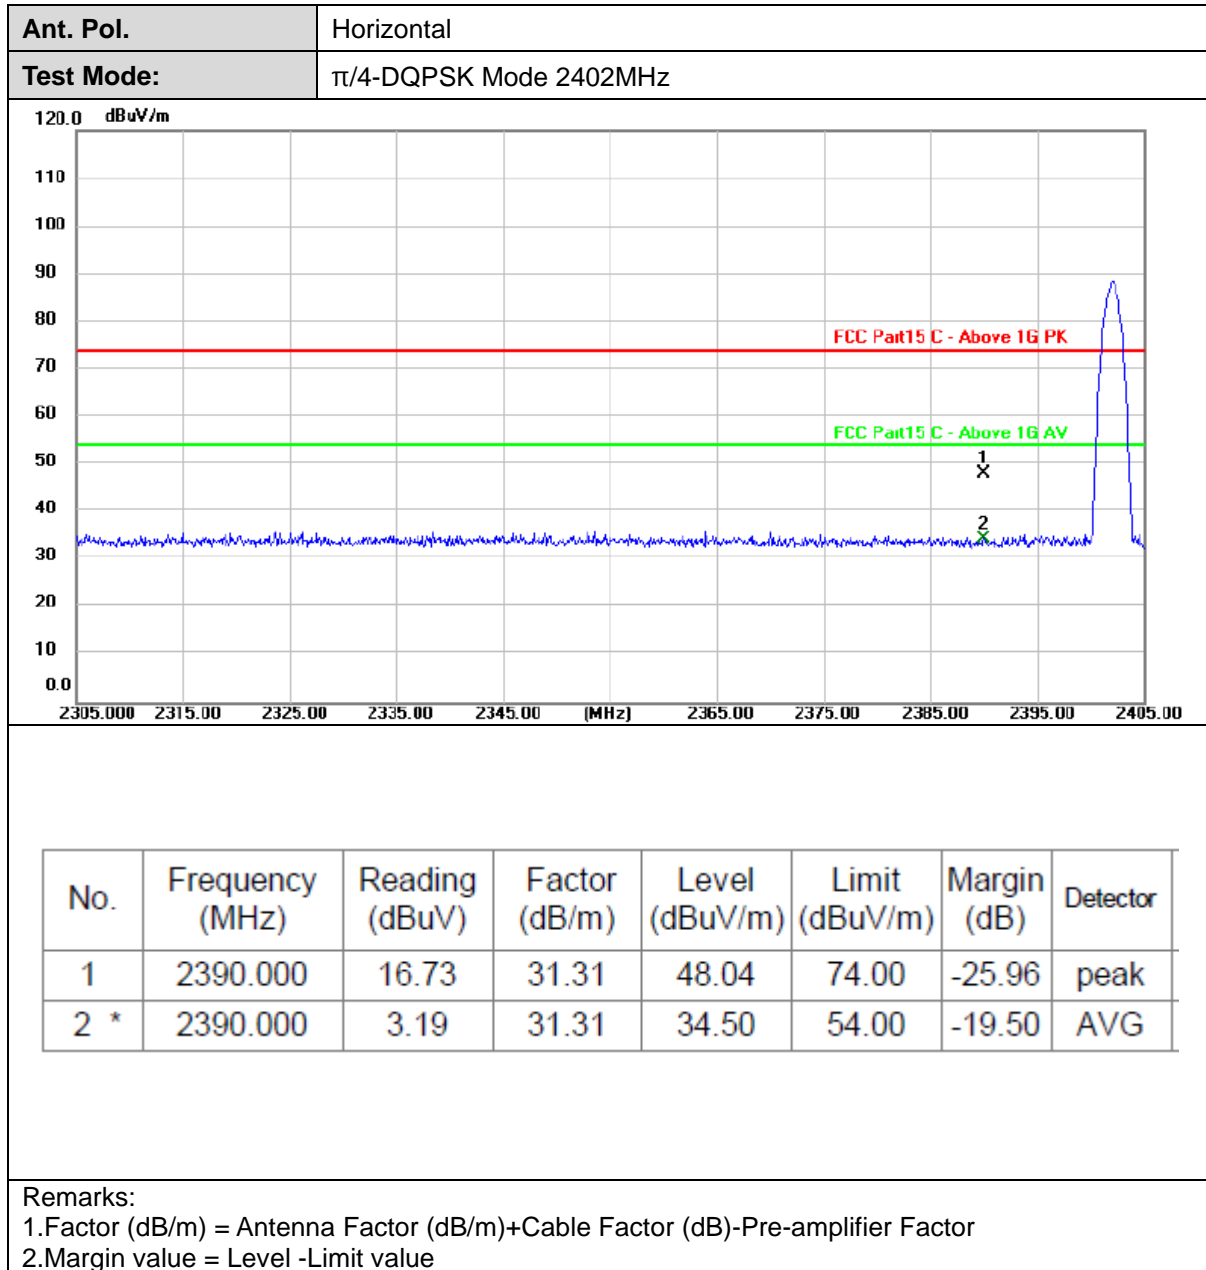 Ant. Pol. Horizontal
Test Mode: π/4-DQPSK Mode 2402MHz
120.0 dBuV/m
110
100
90
80
FCC Part15 C - Above 1G PK
70
60
FCC Part15 C - Above 1G AV
50
1
40
2
30
20
10
0.0
2305.000 2315.00 2325.00 2335.00 2345.00 (MHz) 2365.00 2375.00 2385.00 2395.00 2405.00
No. Frequency (MHz) Reading (dBuV) Factor (dB/m) Level (dBuV/m) Limit (dBuV/m) Margin (dB) Detector
1 2390.000 16.73 31.31 48.04 74.00 -25.96 peak
2 * 2390.000 3.19 31.31 34.50 54.00 -19.50 AVG
Remarks:
1.Factor (dB/m) = Antenna Factor (dB/m)+Cable Factor (dB)-Pre-amplifier Factor
2.Margin value = Level -Limit value